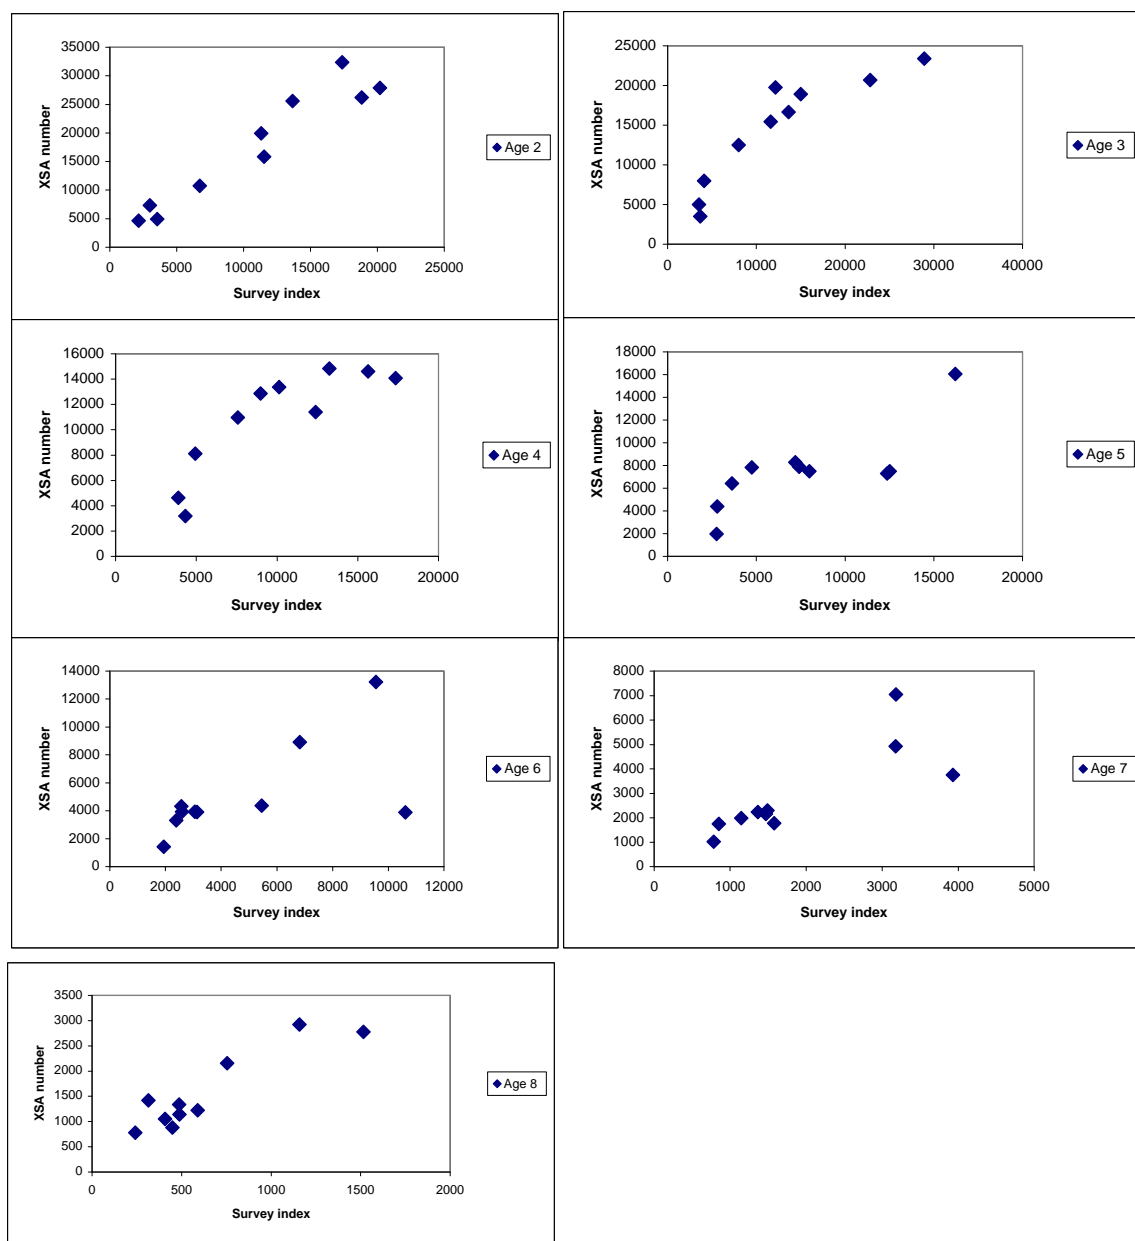 35000
30000
25000
20000
15000
10000
5000
0
0 5000 10000 15000 20000 25000
XSA number
Survey index
Age 2
25000
20000
15000
10000
5000
0
0 10000 20000 30000 40000
XSA number
Survey index
Age 3
16000
14000
12000
10000
8000
6000
4000
2000
0
0 5000 10000 15000 20000
XSA number
Survey index
Age 4
18000
16000
14000
12000
10000
8000
6000
4000
2000
0
0 5000 10000 15000 20000
XSA number
Survey index
Age 5
14000
12000
10000
8000
6000
4000
2000
0
0 2000 4000 6000 8000 10000 12000
XSA number
Survey index
Age 6
8000
7000
6000
5000
4000
3000
2000
1000
0
0 1000 2000 3000 4000 5000
XSA number
Survey index
Age 7
3500
3000
2500
2000
1500
1000
500
0
0 500 1000 1500 2000
XSA number
Survey index
Age 8